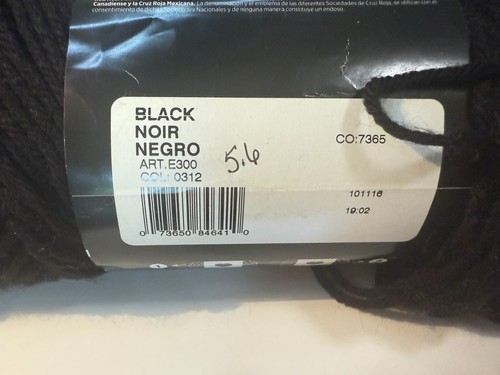 Canadiense y la Cruz Roja Mexicana. La denominación y el emblema de las diferentes Sociedades de Cruz Roja, se utilizan con el
consentimiento de dichas Nacionales y de ninguna manera constituye un endoso.
BLACK
NOIR
NEGRO
ART.E300
COL: 0312
5.6
CO:7365
101116
19:02
0 73650 84641 0